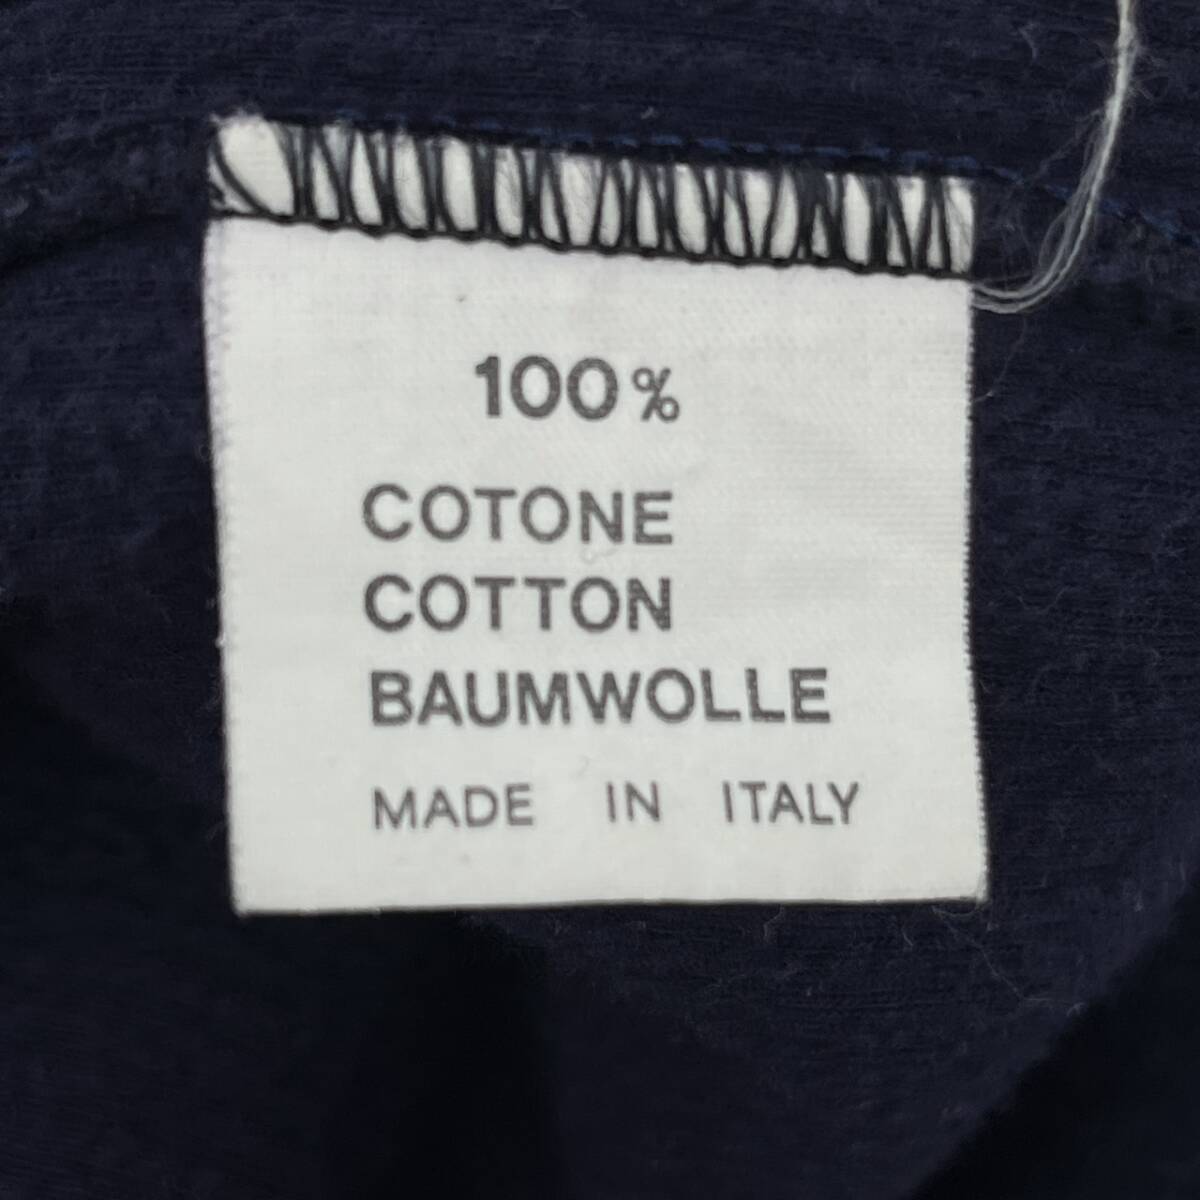 100%
COTONE
COTTON
BAUMWOLLE
MADE IN ITALY